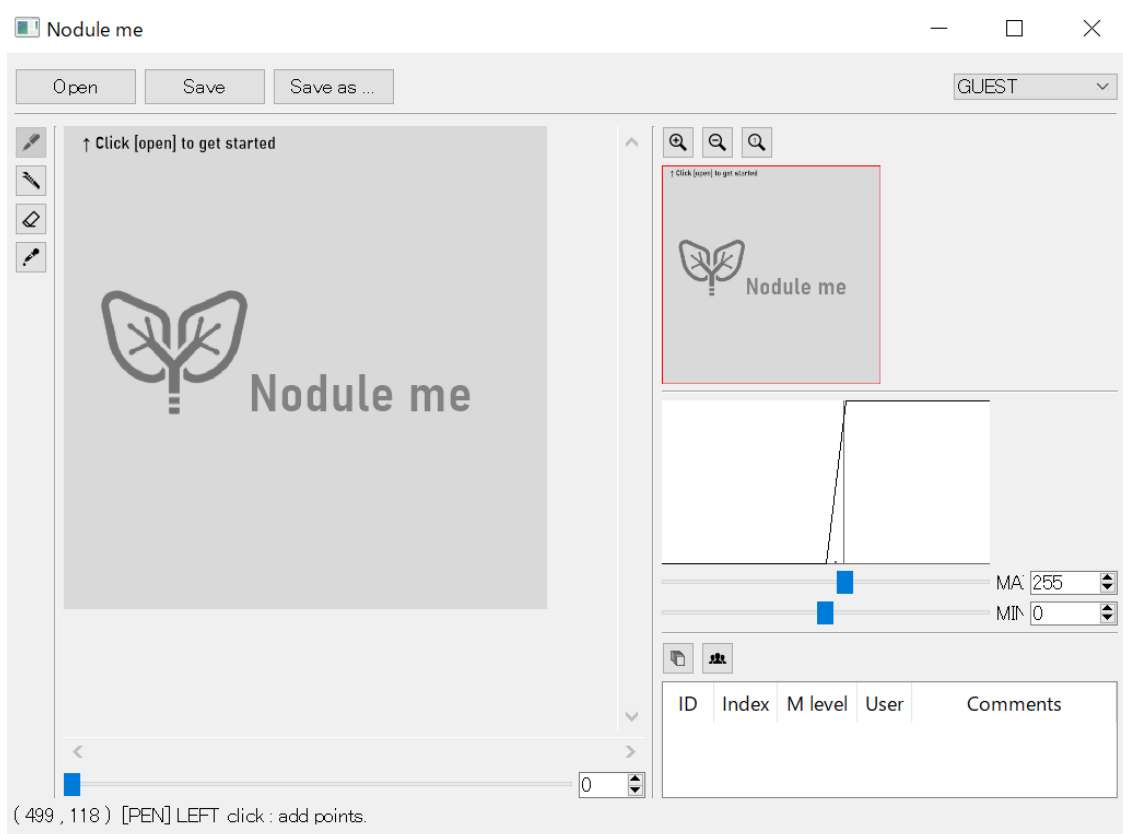 Nodule me
Open Save Save as ... GUEST
↑ Click [open] to get started
Nodule me
↑ Click [open] to get started
Nodule me
MA 255
MIN 0
ID Index M level User Comments
0
( 499 , 118 ) [PEN] LEFT click : add points.